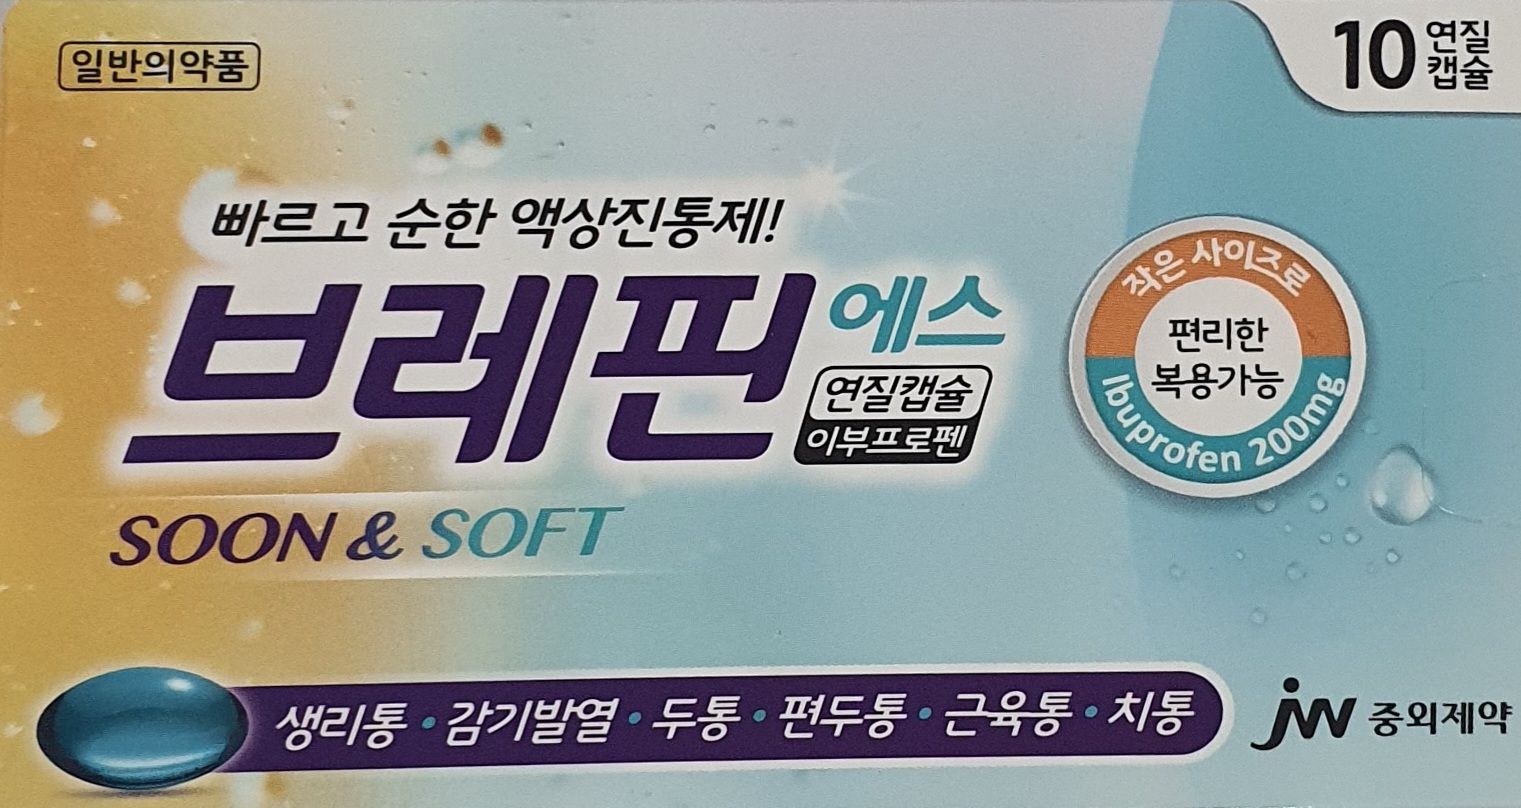 일반의약품
10 연질
캡슐
빠르고 순한 액상진통제!
브레핀 에스
연질캡슐
이부프로펜
작은 사이즈로
편리한
복용가능
Ibuprofen 200mg
SOON & SOFT
생리통 • 감기발열 • 두통 • 편두통 • 근육통 • 치통
jw 중외제약